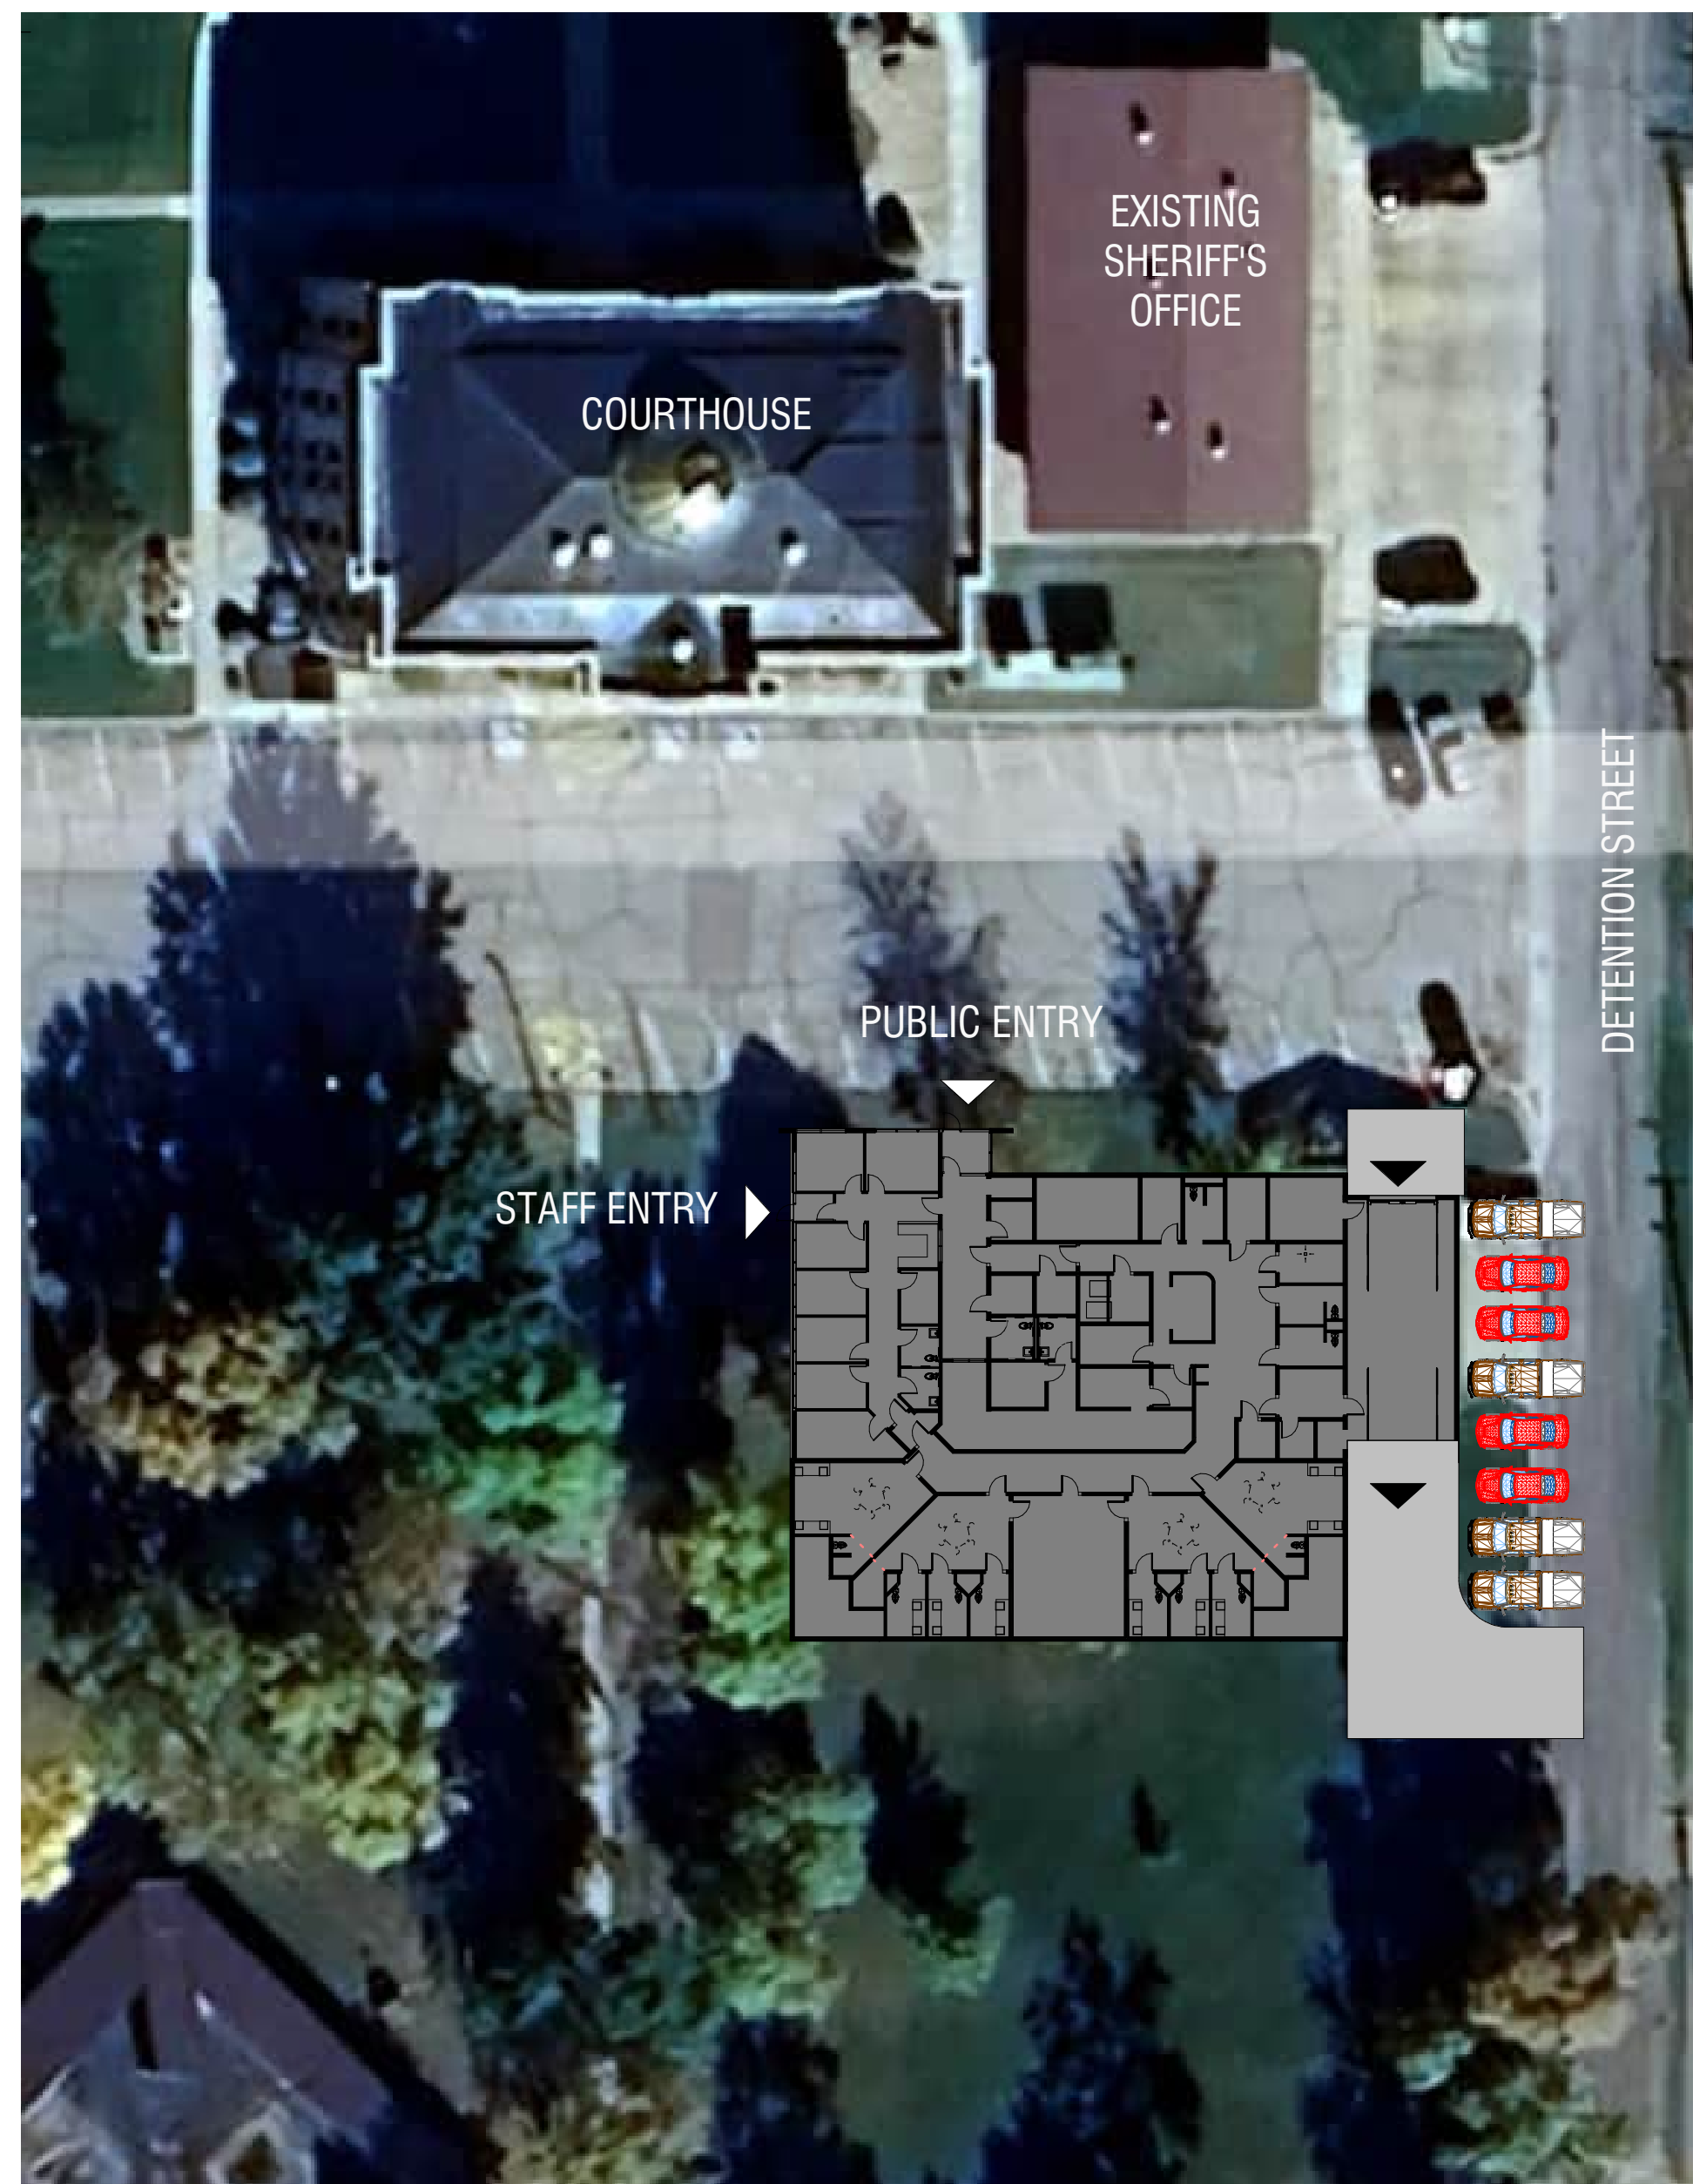 EXISTING
SHERIFF'S
OFFICE
COURTHOUSE
DETENTION STREET
PUBLIC ENTRY
STAFF ENTRY